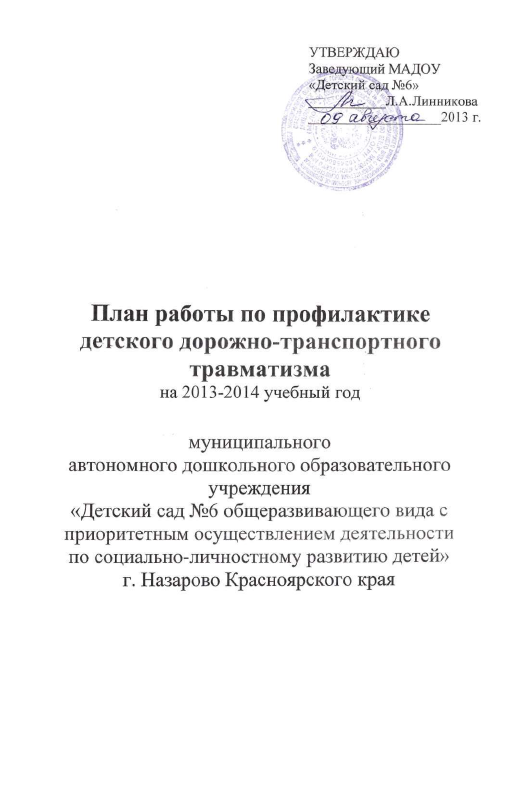 УТВЕРЖДАЮ
Заведующий МАДОУ
«Детский сад №6»
Л.А.Линникова
09 августа 2013 г.
План работы по профилактике
детского дорожно-транспортного
травматизма
на 2013-2014 учебный год
муниципального
автономного дошкольного образовательного
учреждения
«Детский сад №6 общеразвивающего вида с
приоритетным осуществлением деятельности
по социально-личностному развитию детей»
г. Назарово Красноярского края